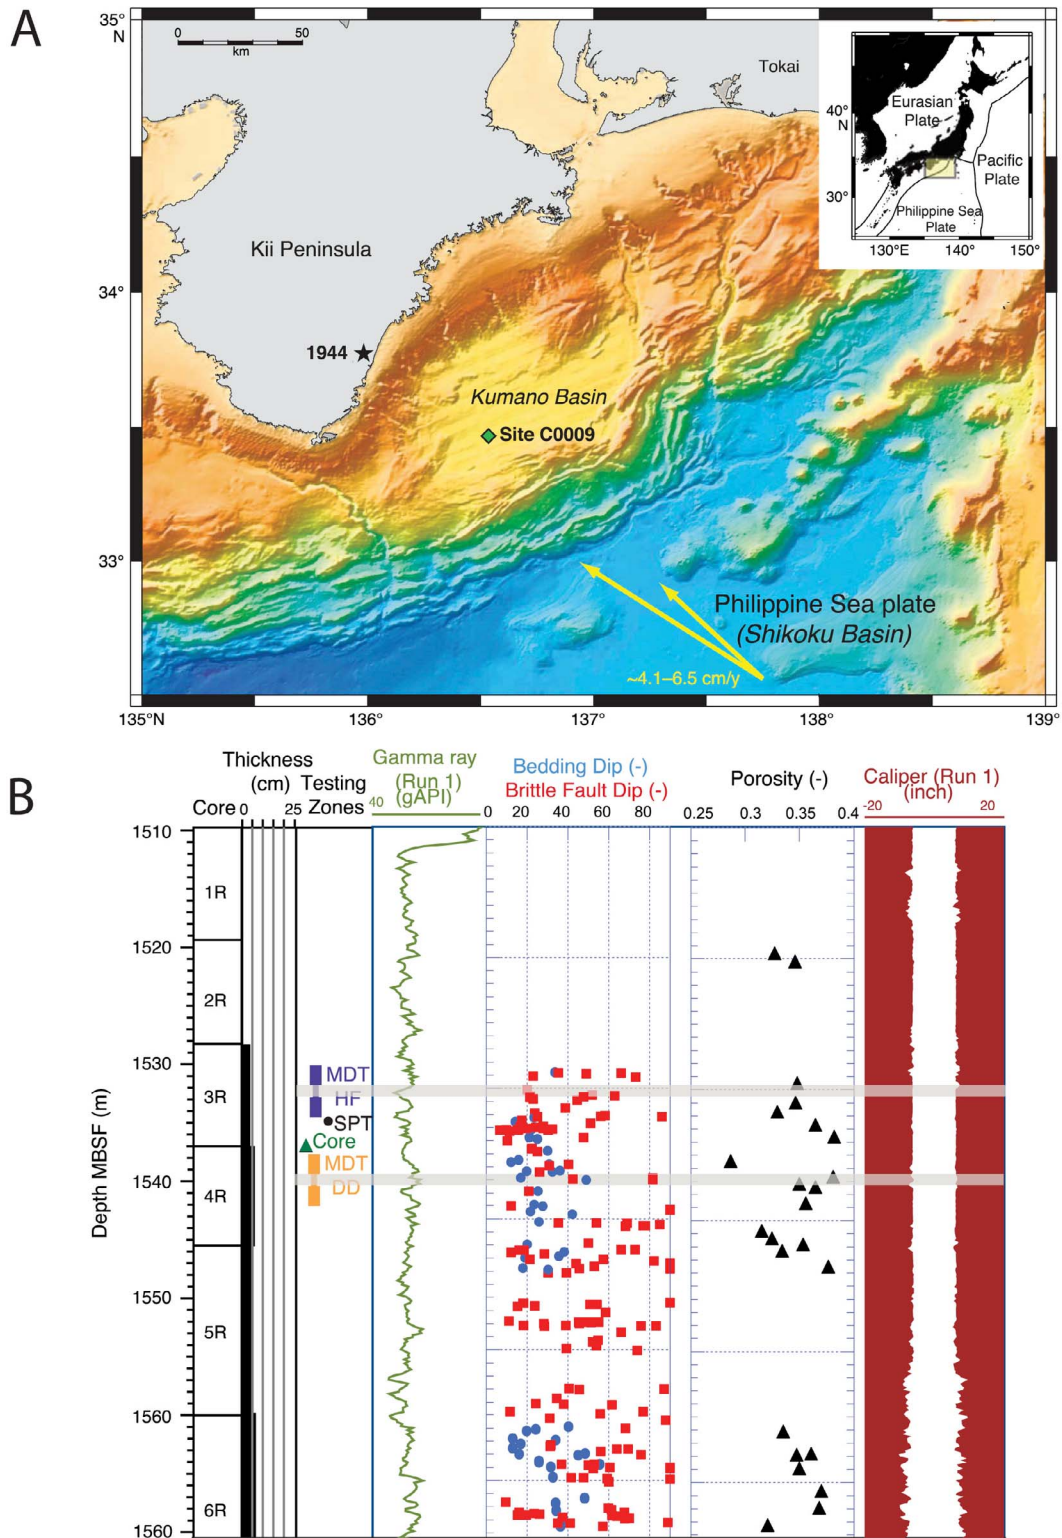 A
35°
N
0 50
km
Tokai
40°
N
Eurasian
Plate
Pacific
Plate
30°
Philippine Sea
Plate
130°E 140° 150°
Kii Peninsula
34°
1944
Kumano Basin
Site C0009
33°
Philippine Sea plate
(Shikoku Basin)
~4.1–6.5 cm/y
135°N 136° 137° 138° 139°
B
Thickness
(cm)
Core 0 25
Testing
Zones
Gamma ray
(Run 1)
(gAPI)
40
Bedding Dip (-)
Brittle Fault Dip (-)
0 20 40 60 80
Porosity (-)
0.25 0.3 0.35 0.4
Caliper (Run 1)
(inch)
-20 20
Depth MBSF (m)
1510
1R
1520
2R
1530
MDT
3R
HF
SPT
Core
MDT
1540
4R
DD
1550
5R
1560
6R
1560